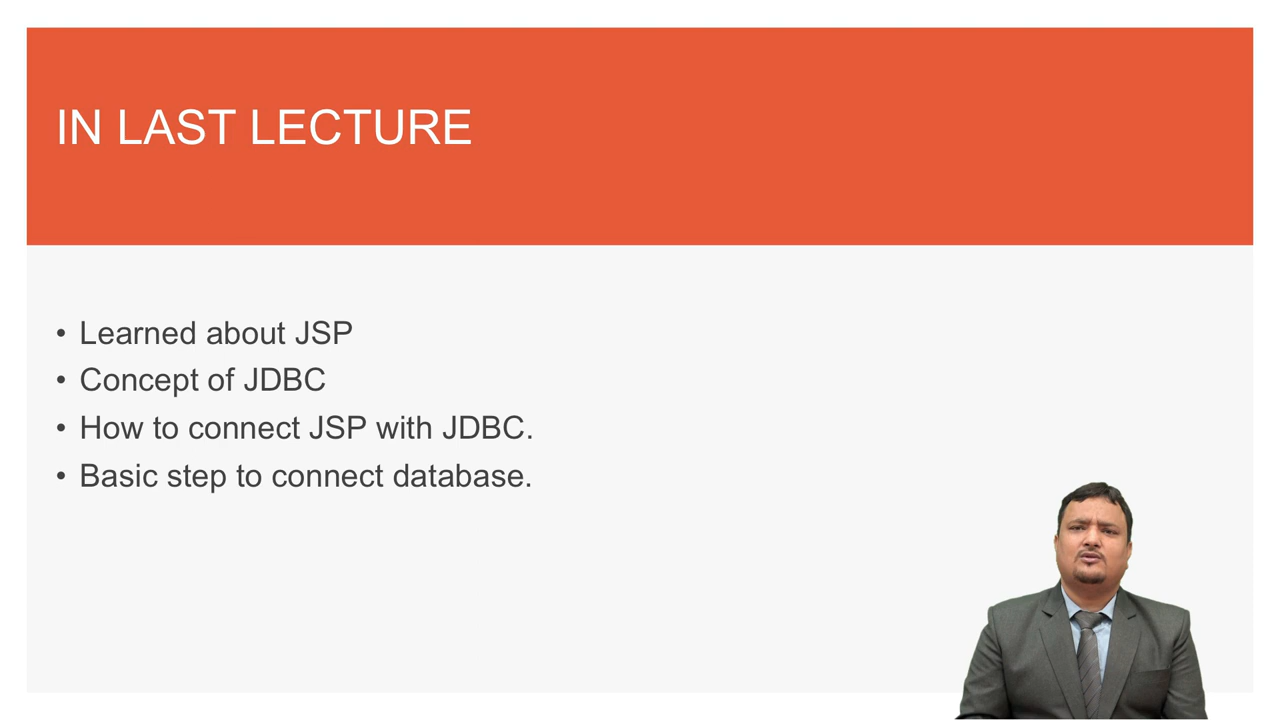 IN LAST LECTURE
• Learned about JSP
• Concept of JDBC
• How to connect JSP with JDBC.
• Basic step to connect database.